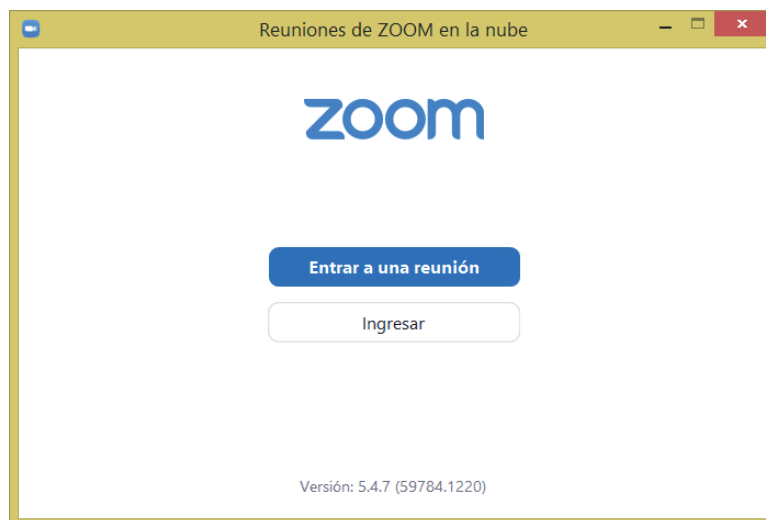 Reuniones de ZOOM en la nube
zoom
Entrar a una reunión
Ingresar
Versión: 5.4.7 (59784.1220)